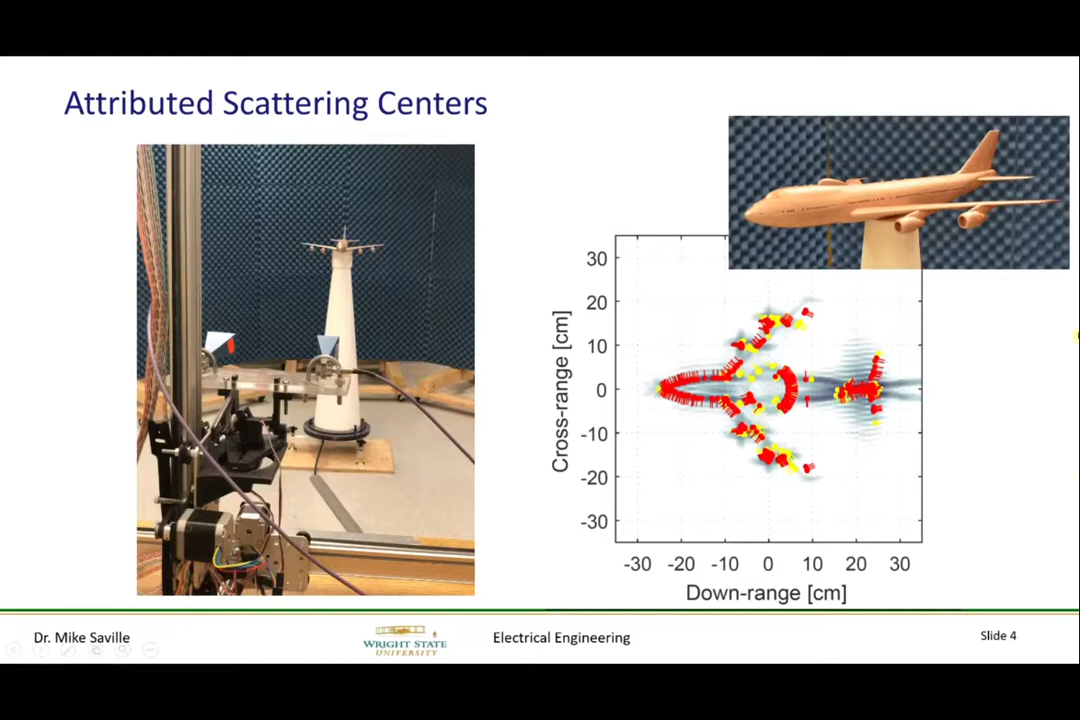 Attributed Scattering Centers
30
20
10
0
-10
-20
-30
Cross-range [cm]
-30 -20 -10 0 10 20 30
Down-range [cm]
Dr. Mike Saville
WRIGHT STATE
UNIVERSITY
Electrical Engineering
Slide 4